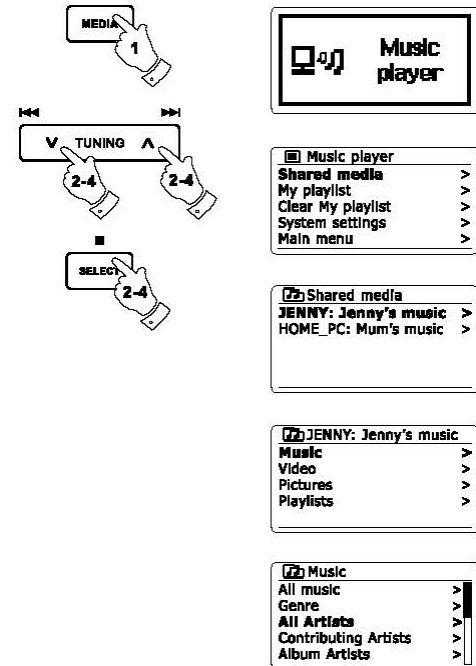 MEDIA
1
V TUNING Λ
2-4
2-4
SELECT
2-4
Music
player
Music player
Shared media >
My playlist >
Clear My playlist >
System settings >
Main menu >
Shared media
JENNY: Jenny's music >
HOME_PC: Mum's music >
JENNY: Jenny's music
Music >
Video >
Pictures >
Playlists >
Music
All music >
Genre >
All Artists >
Contributing Artists >
Album Artists >